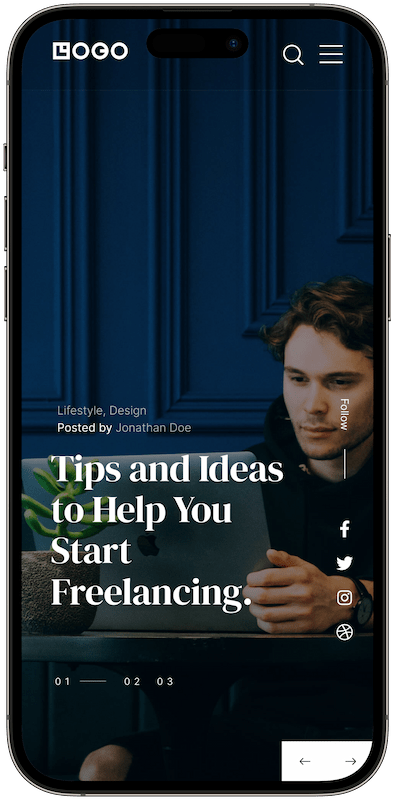 LOGO
Lifestyle, Design
Posted by Jonathan Doe
Tips and Ideas
to Help You
Start
Freelancing.
Follow
01 02 03